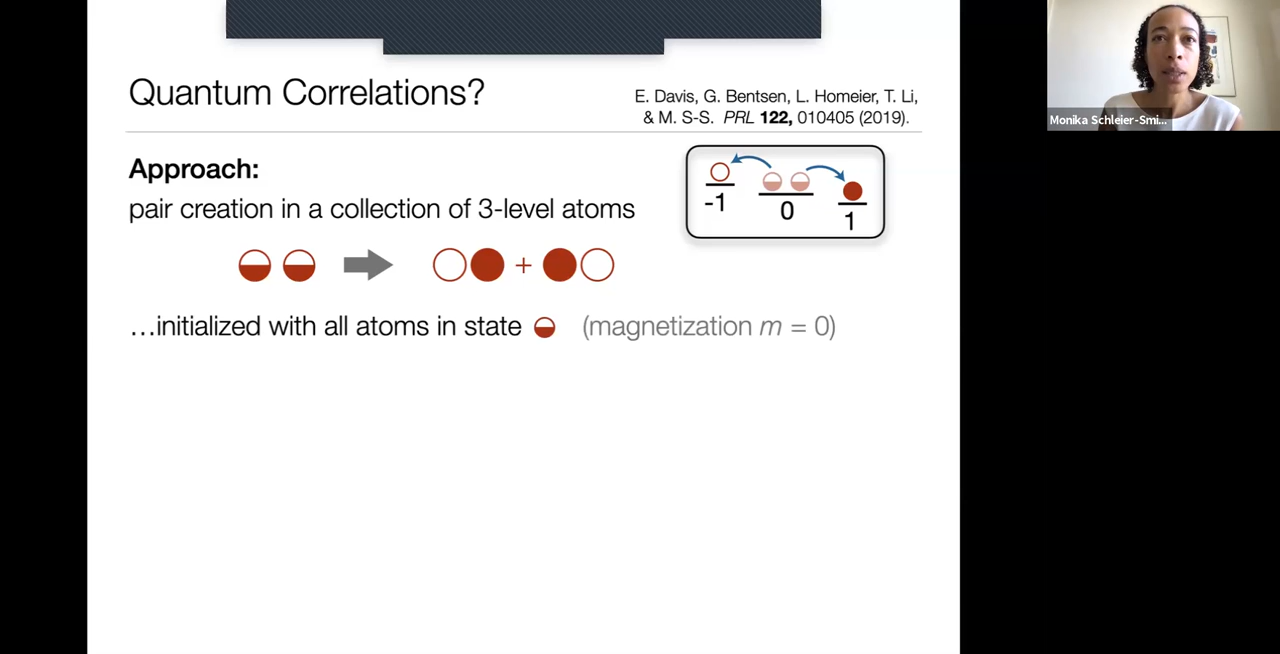 Quantum Correlations?
E. Davis, G. Bentsen, L. Homeier, T. Li,
& M. S-S. PRL 122, 010405 (2019).
Approach:
pair creation in a collection of 3-level atoms
-1
0
1
+
…initialized with all atoms in state (magnetization m = 0)
Monika Schleier-Smi...